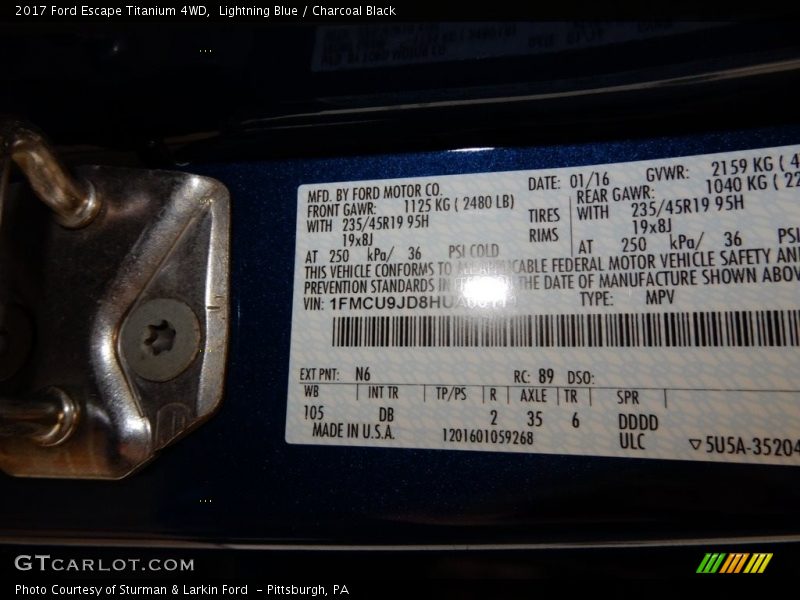 2017 Ford Escape Titanium 4WD,  Lightning Blue / Charcoal Black
MFD. BY FORD MOTOR CO.
DATE: 01/16
GVWR: 2159 KG (
FRONT GAWR: 1125 KG ( 2480 LB)
REAR GAWR: 1040 KG (
WITH 235/45R19 95H
TIRES
WITH 235/45R19 95H
19x8J
RIMS
19x8J
AT 250 kPa/ 36 PSI COLD
AT 250 kPa/ 36 PSI
THIS VEHICLE CONFORMS TO APPLICABLE FEDERAL MOTOR VEHICLE SAFETY
PREVENTION STANDARDS IN THE DATE OF MANUFACTURE SHOWN
VIN:
TYPE: MPV
EXT PNT: N6 RC: 89 DSO:
WB INT TR TP/PS R AXLE TR SPR
105 DB 2 35 6 DDDD
MADE IN U.S.A. 1201601059268 ULC ▽5U5A-35204
GTCARLOT.COM
Photo Courtesy of Sturman & Larkin Ford  - Pittsburgh, PA